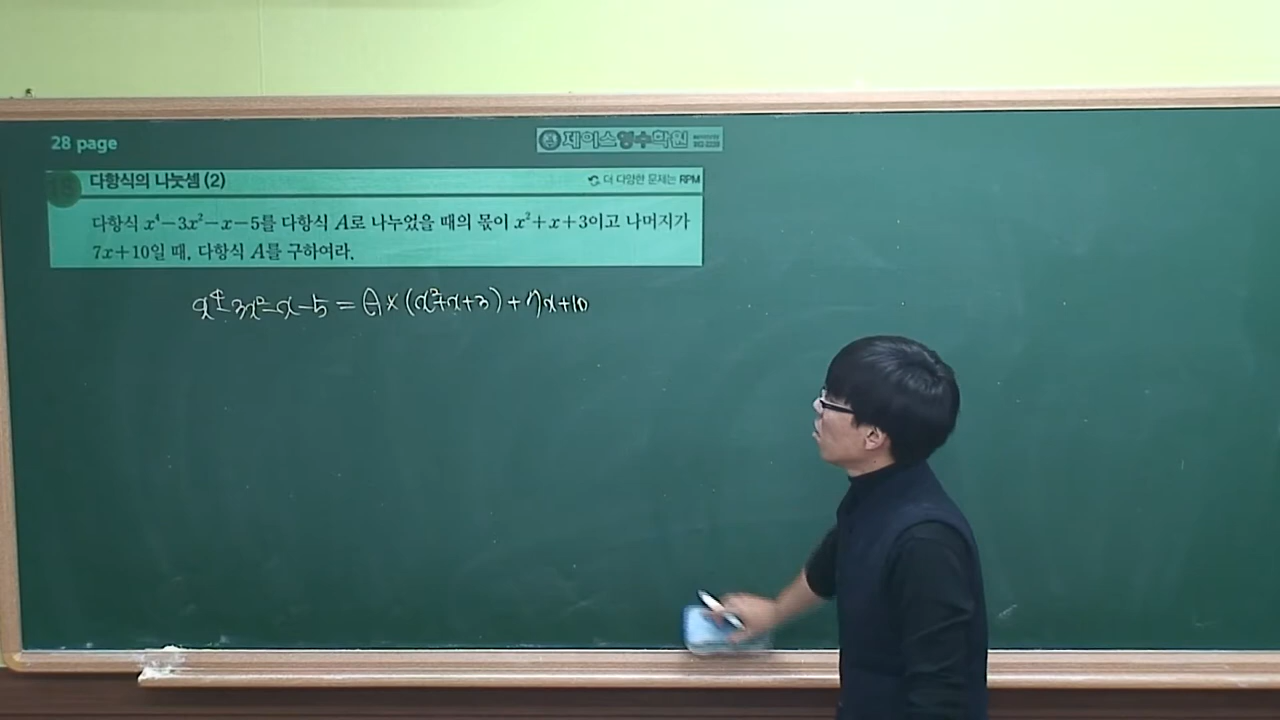 28 page
제이스영수학원
다항식의 나눗셈 (2)
더 다양한 문제는 RPM
다항식 x⁴-3x²-x-5를 다항식 A로 나누었을 때의 몫이 x²+x+3이고 나머지가
7x+10일 때, 다항식 A를 구하여라.
x⁴-3x²-x-5=A×(x²+x+3)+7x+10